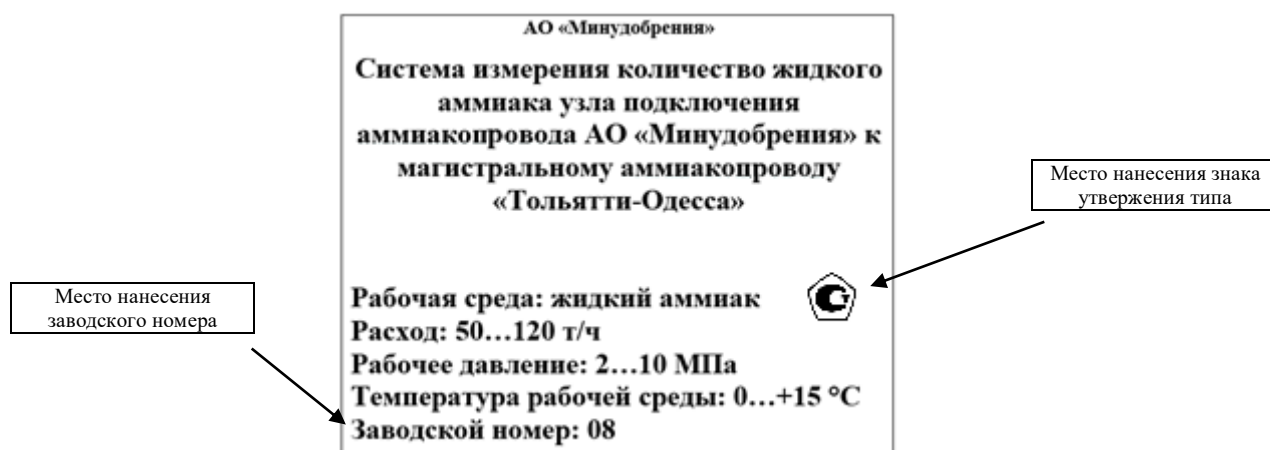 АО «Минудобрения»
Система измерения количество жидкого
аммиака узла подключения
аммиакопровода АО «Минудобрения» к
магистральному аммиакопроводу
«Тольятти-Одесса»
Место нанесения знака
утвержения типа
Место нанесения
заводского номера
Рабочая среда: жидкий аммиак
Расход: 50…120 т/ч
Рабочее давление: 2…10 МПа
Температура рабочей среды: 0…+15 °С
Заводской номер: 08